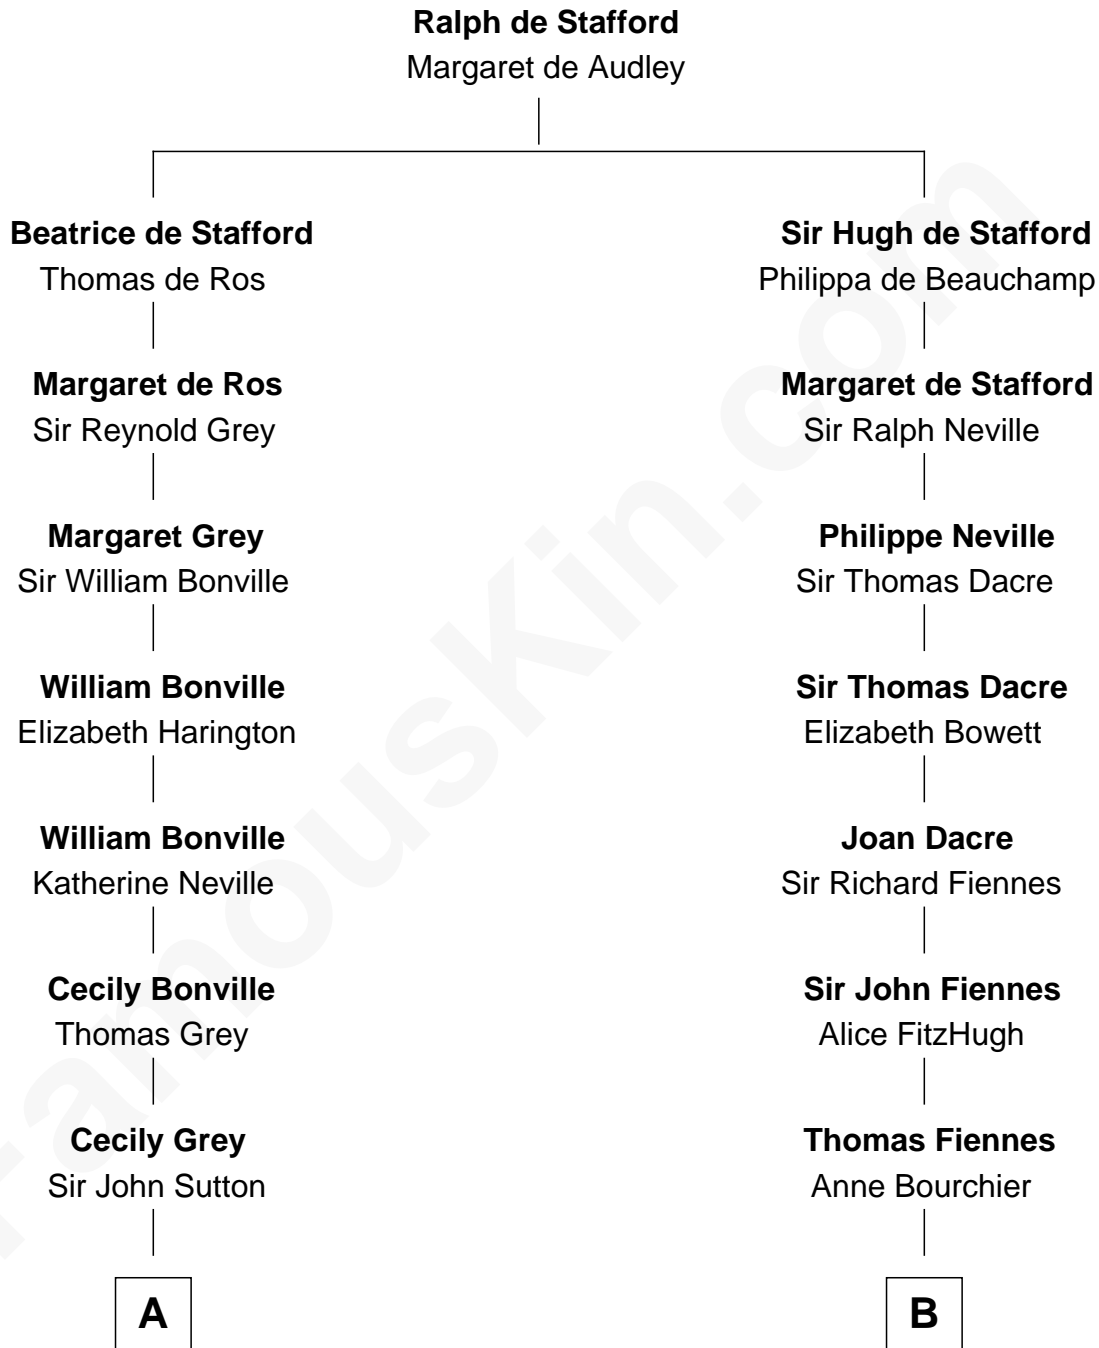 Ralph de Stafford
Margaret de Audley
Beatrice de Stafford
Thomas de Ros
Sir Hugh de Stafford
Philippa de Beauchamp
Margaret de Ros
Sir Reynold Grey
Margaret de Stafford
Sir Ralph Neville
Margaret Grey
Sir William Bonville
Philippe Neville
Sir Thomas Dacre
William Bonville
Elizabeth Harington
Sir Thomas Dacre
Elizabeth Bowett
William Bonville
Katherine Neville
Joan Dacre
Sir Richard Fiennes
Cecily Bonville
Thomas Grey
Sir John Fiennes
Alice FitzHugh
Cecily Grey
Sir John Sutton
Thomas Fiennes
Anne Bourchier
A
B
FamousKin.com